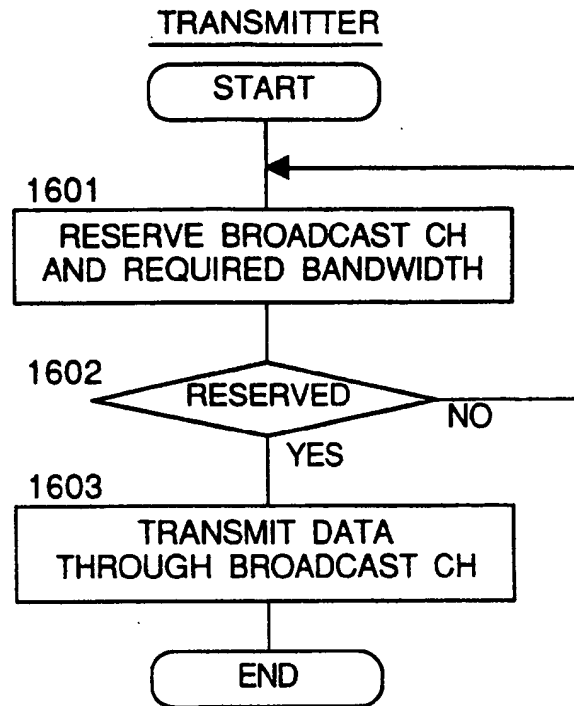 TRANSMITTER
START
1601
RESERVE BROADCAST CH
AND REQUIRED BANDWIDTH
1602
RESERVED
NO
YES
1603
TRANSMIT DATA
THROUGH BROADCAST CH
END